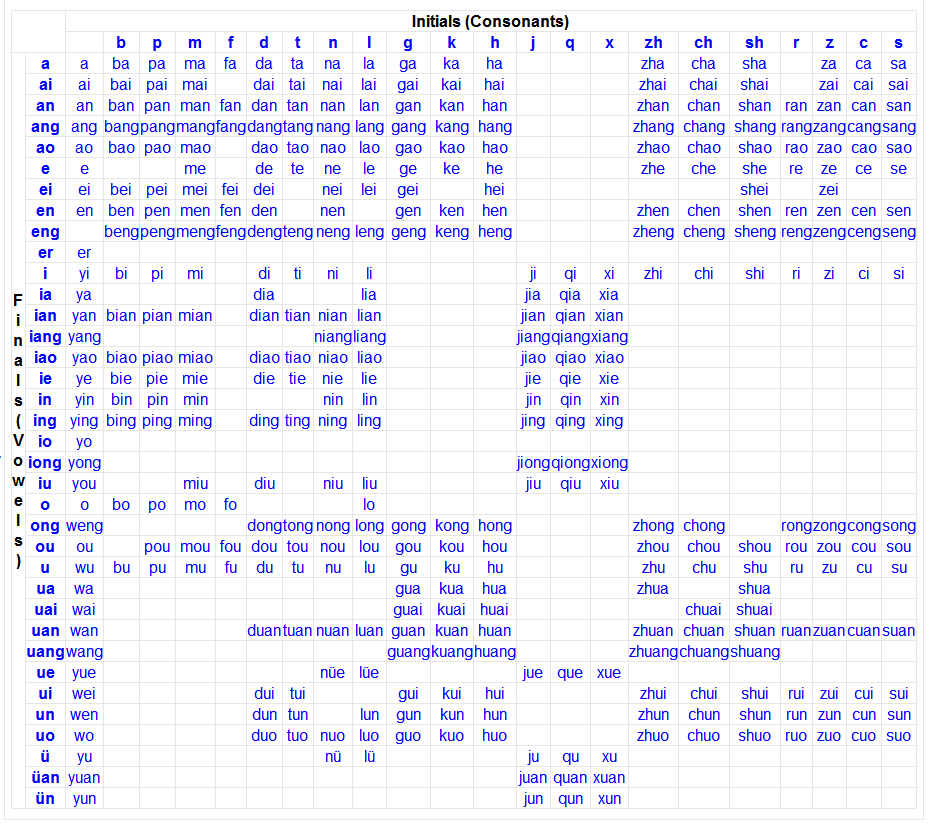 Initials (Consonants)
b p m f d t n l g k h j q x zh ch sh r z c s
a a ba pa ma fa da ta na la ga ka ha zha cha sha za ca sa
ai ai bai pai mai dai tai nai lai gai kai hai zhai chai shai zai cai sai
an an ban pan man fan dan tan nan lan gan kan han zhan chan shan ran zan can san
ang ang bang pang mang fang dang tang nang lang gang kang hang zhang chang shang rang zang cang sang
ao ao bao pao mao dao tao nao lao gao kao hao zhao chao shao rao zao cao sao
e e me de te ne le ge ke he zhe che she re ze ce se
ei ei bei pei mei fei dei nei lei gei hei shei zei
en en ben pen men fen den nen gen ken hen zhen chen shen ren zen cen sen
eng beng peng meng feng deng teng neng leng geng keng heng zheng cheng sheng reng zeng ceng seng
er er
i yi bi pi mi di ti ni li ji qi xi zhi chi shi ri zi ci si
ia ya dia lia jia qia xia
ian yan bian pian mian dian tian nian lian jian qian xian
iang yang niang liang jiang qiang xiang
iao yao biao piao miao diao tiao niao liao jiao qiao xiao
ie ye bie pie mie die tie nie lie jie qie xie
in yin bin pin min nin lin jin qin xin
ing ying bing ping ming ding ting ning ling jing qing xing
io yo
iong yong jiong qiong xiong
iu you miu diu niu liu jiu qiu xiu
o o bo po mo fo lo
ong weng dong tong nong long gong kong hong zhong chong rong zong cong song
ou ou pou mou fou dou tou nou lou gou kou hou zhou chou shou rou zou cou sou
u wu bu pu mu fu du tu nu lu gu ku hu zhu chu shu ru zu cu su
ua wa gua kua hua zhua shua
uai wai guai kuai huai chuai shuai
uan wan duan tuan nuan luan guan kuan huan zhuan chuan shuan ruan zuan cuan suan
uang wang guang kuang huang zhuang chuang shuang
ue yue nüe lüe jue que xue
ui wei dui tui gui kui hui zhui chui shui rui zui cui sui
un wen dun tun lun gun kun hun zhun chun shun run zun cun sun
uo wo duo tuo nuo luo guo kuo huo zhuo chuo shuo ruo zuo cuo suo
ü yu nü lü ju qu xu
üan yuan juan quan xuan
ün yun jun qun xun
Finals(Vowels)